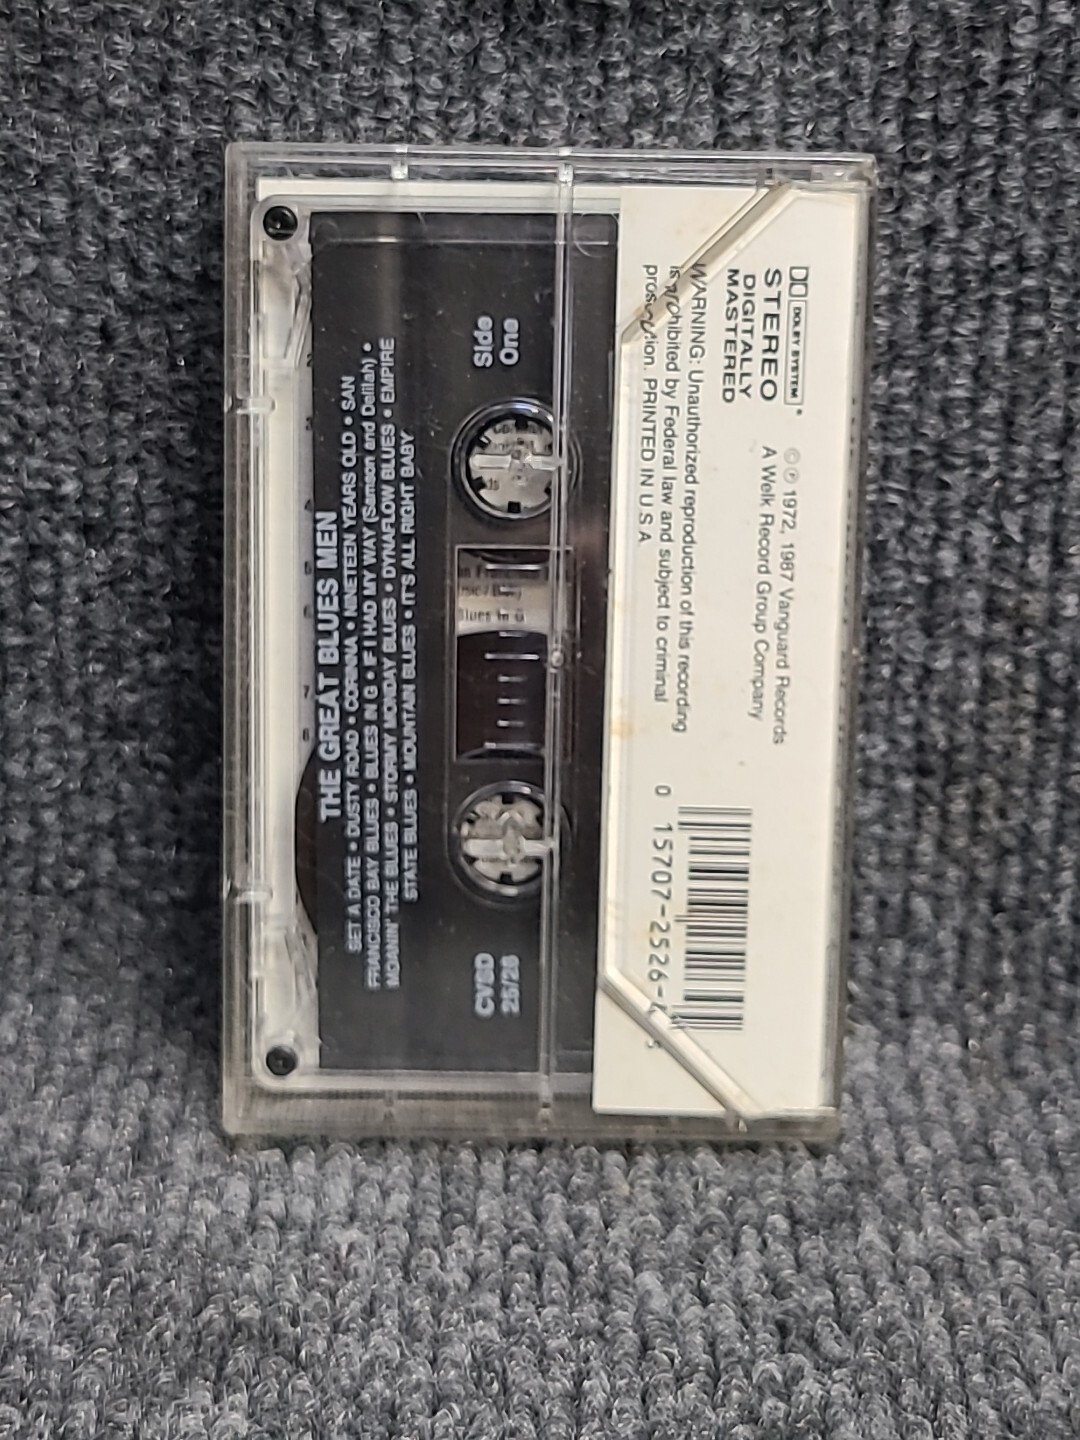 THE GREAT BLUES MEN
SET A DATE • DUSTY ROAD • CORINNA • NINETEEN YEARS OLD • SAN
FRANCISCO BAY BLUES • BLUES IN G • IF I HAD MY WAY (Samson and Delilah) •
MOANIN' THE BLUES • STORMY MONDAY BLUES • DYNAFLOW BLUES • EMPIRE
STATE BLUES • MOUNTAIN BLUES • IT'S ALL RIGHT BABY
Side
One
CVSD
25/26
Blues in G
DOLBY SYSTEM
STEREO
DIGITALLY
MASTERED
©℗ 1972, 1987 Vanguard Records
A Welk Record Group Company
WARNING: Unauthorized reproduction of this recording
is prohibited by Federal law and subject to criminal
prosecution. PRINTED IN U.S.A.
0 15707-2526-